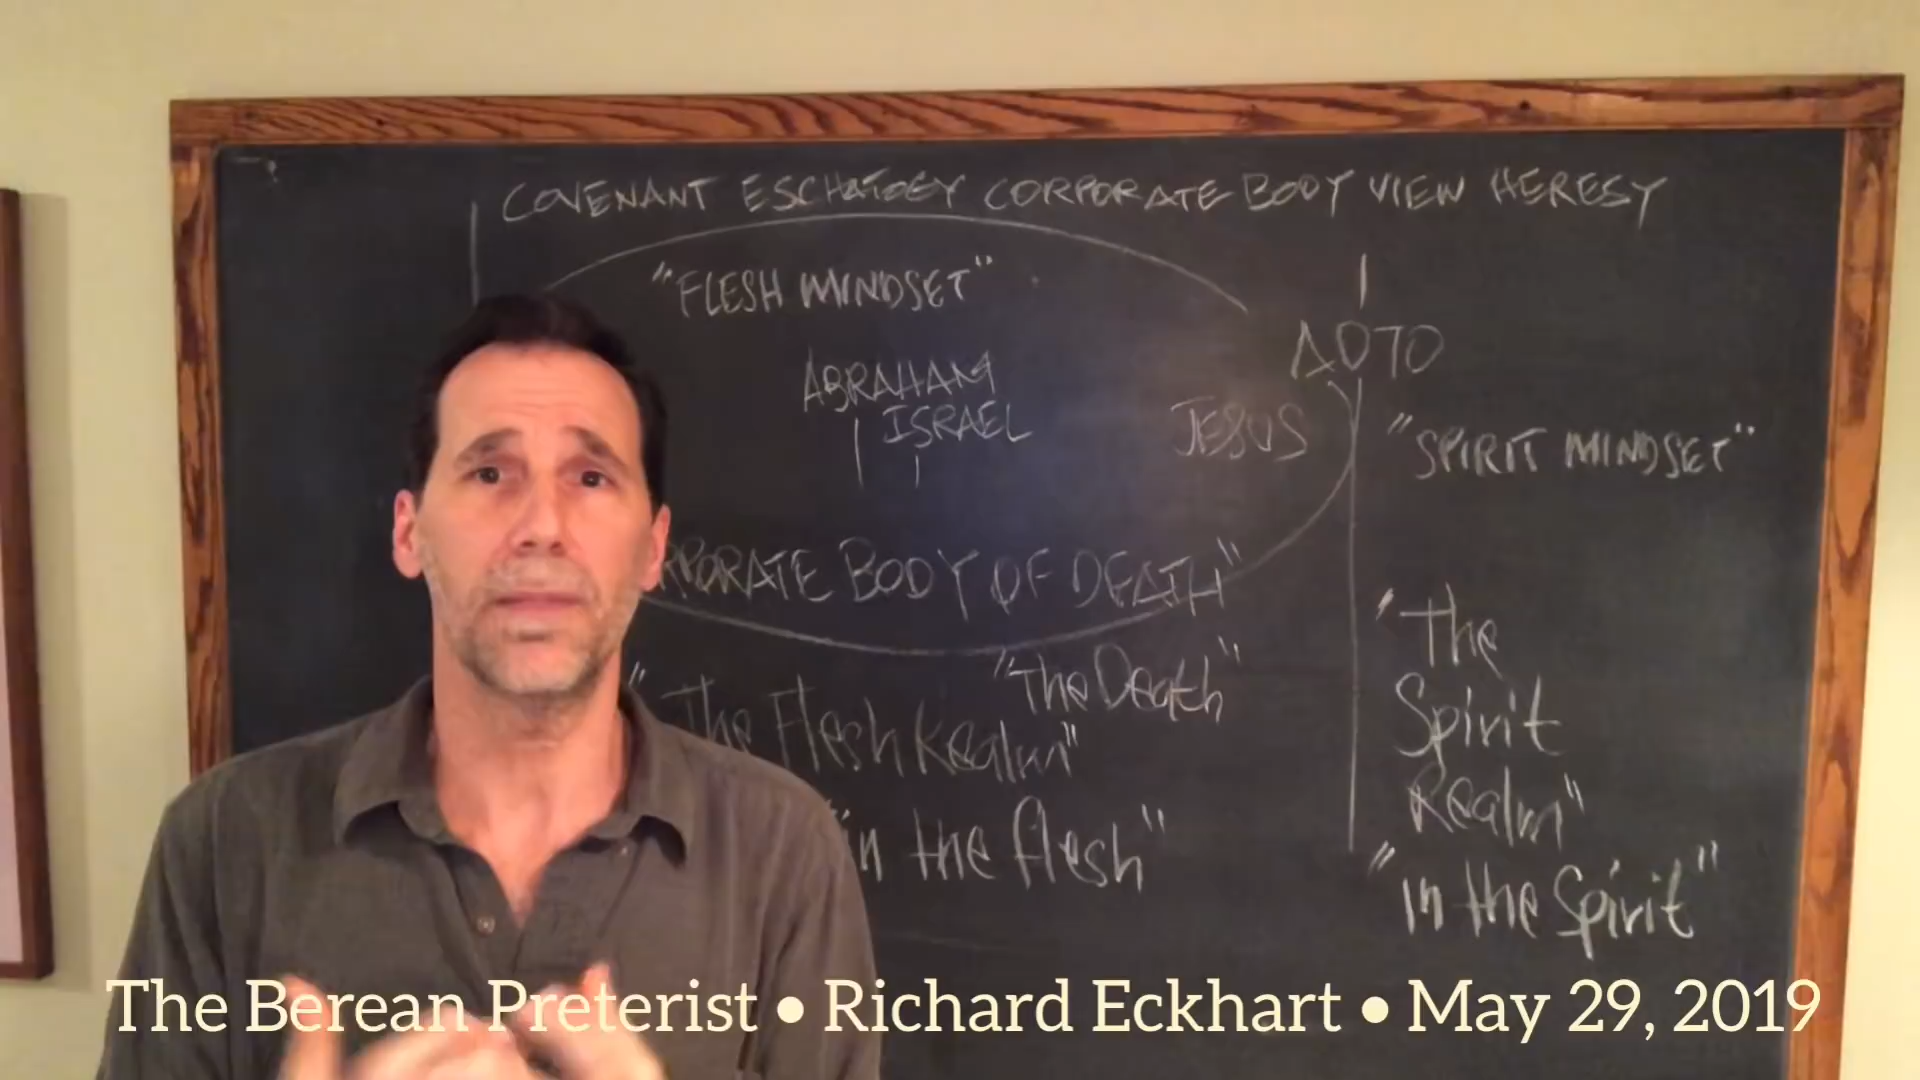 COVENANT ESCHATOLOGY CORPORATE BODY VIEW HERESY
"FLESH MINDSET"
ABRAHAM
ISRAEL
JESUS
AD70
"SPIRIT MINDSET"
RPORATE BODY OF DEATH"
"The Death"
"The Flesh Realm"
"in the flesh"
"The
Spirit
Realm"
"in the Spirit"
The Berean Preterist • Richard Eckhart • May 29, 2019